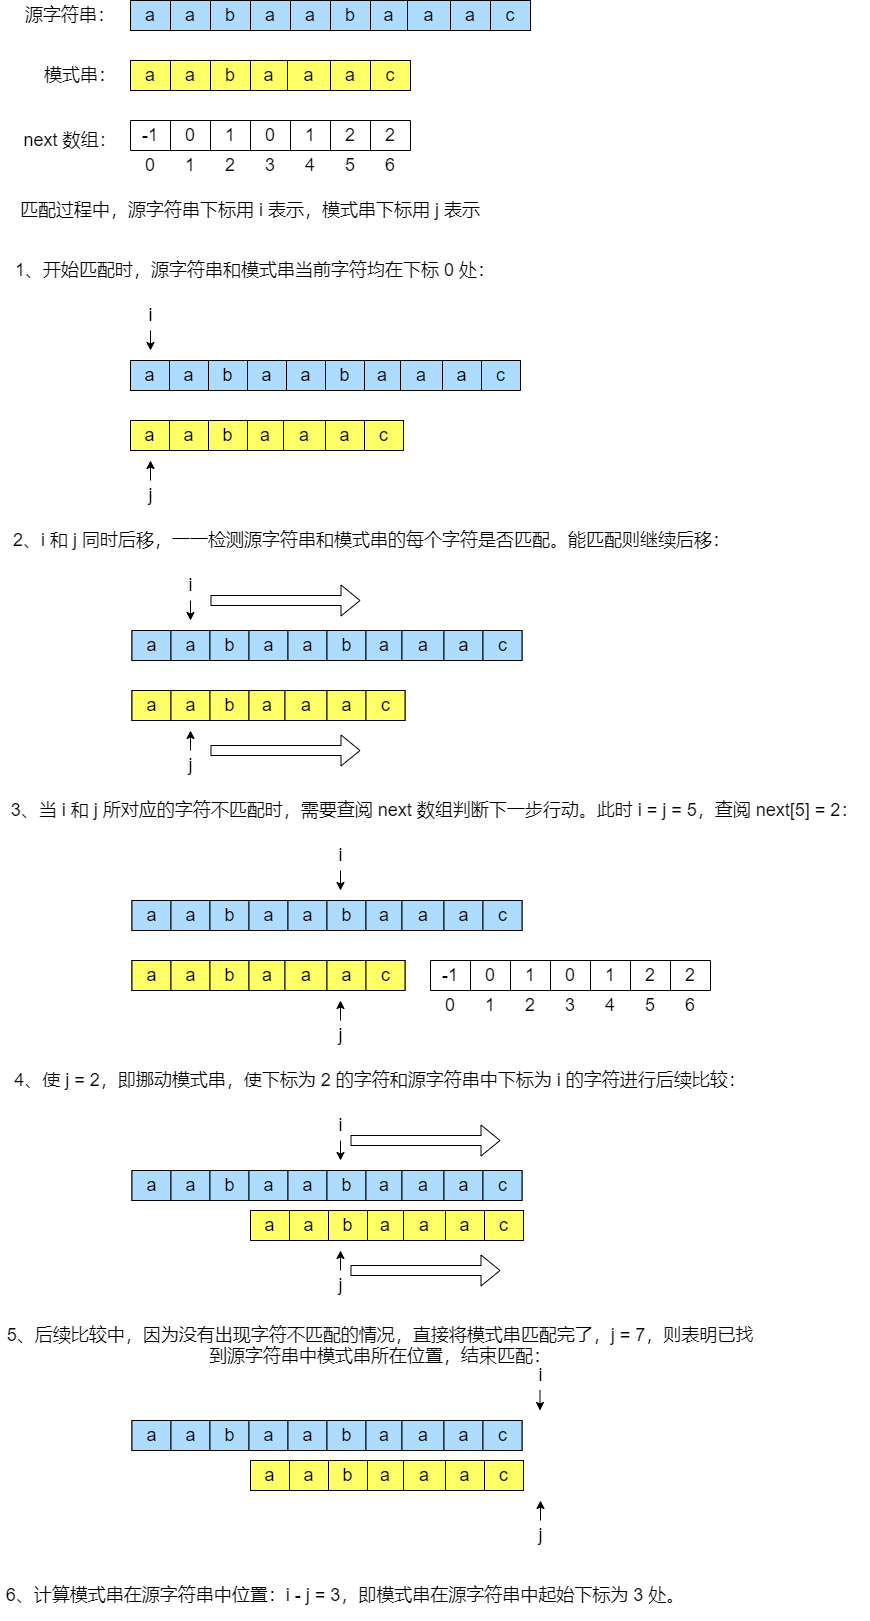 源字符串： a a b a a b a a a c
模式串： a a b a a a c
next 数组： -1 0 1 0 1 2 2
0 1 2 3 4 5 6
匹配过程中，源字符串下标用 i 表示，模式串下标用 j 表示
1、开始匹配时，源字符串和模式串当前字符均在下标 0 处：
i
a a b a a b a a a c
a a b a a a c
j
2、i 和 j 同时后移，一一检测源字符串和模式串的每个字符是否匹配。能匹配则继续后移：
i
a a b a a b a a a c
a a b a a a c
j
3、当 i 和 j 所对应的字符不匹配时，需要查阅 next 数组判断下一步行动。此时 i = j = 5，查阅 next[5] = 2：
i
a a b a a b a a a c
a a b a a a c -1 0 1 0 1 2 2
0 1 2 3 4 5 6
j
4、使 j = 2，即挪动模式串，使下标为 2 的字符和源字符串中下标为 i 的字符进行后续比较：
i
a a b a a b a a a c
a a b a a a c
j
5、后续比较中，因为没有出现字符不匹配的情况，直接将模式串匹配完了，j = 7，则表明已找
到源字符串中模式串所在位置，结束匹配：
i
a a b a a b a a a c
a a b a a a c
j
6、计算模式串在源字符串中位置：i - j = 3，即模式串在源字符串中起始下标为 3 处。